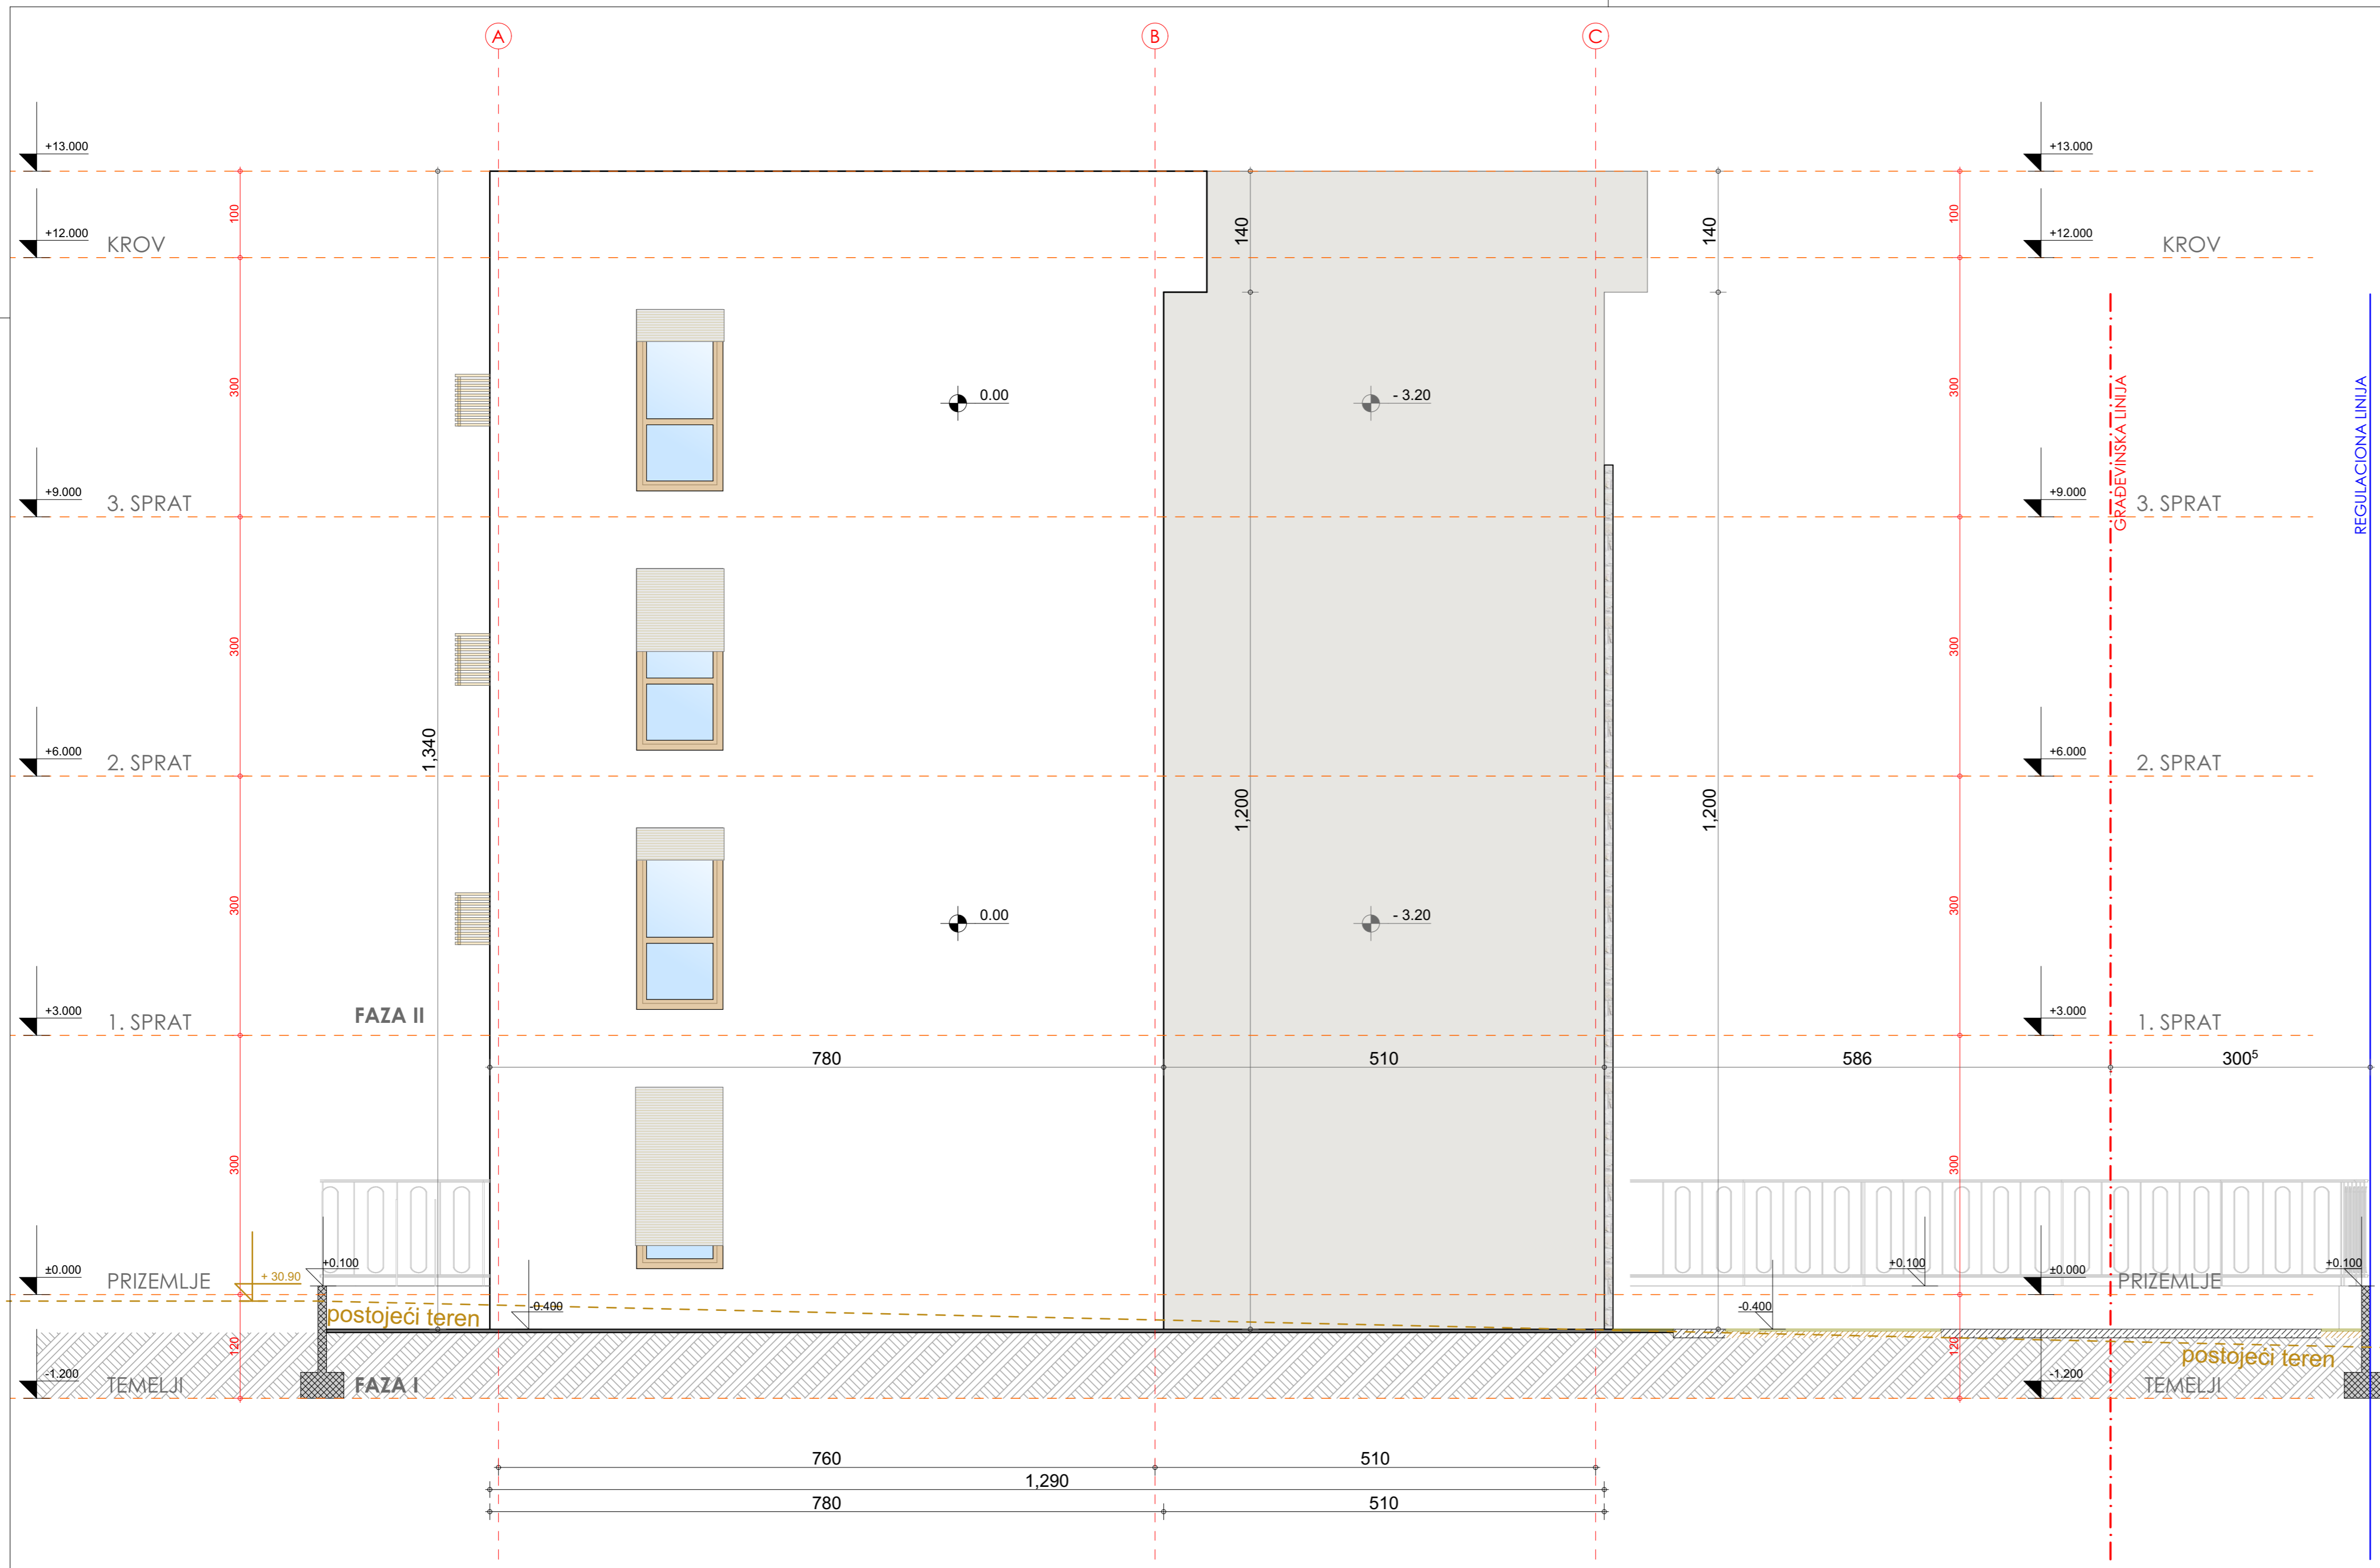 A
B
C
+13.000
+13.000
100
140
140
100
+12.000
KROV
+12.000
KROV
300
0.00
- 3.20
300
GRAĐEVINSKA LINIJA
REGULACIONA LINIJA
+9.000
3. SPRAT
+9.000
3. SPRAT
300
300
1,340
+6.000
2. SPRAT
+6.000
2. SPRAT
1,200
1,200
300
0.00
- 3.20
300
+3.000
1. SPRAT
FAZA II
+3.000
1. SPRAT
780
510
586
300⁵
300
300
±0.000
PRIZEMLJE
+ 30.90
+0.100
+0.100
±0.000
PRIZEMLJE
+0.100
postojeći teren
-0.400
-0.400
120
120
postojeći teren
-1.200
TEMELJI
FAZA I
-1.200
TEMELJI
760
510
1,290
780
510